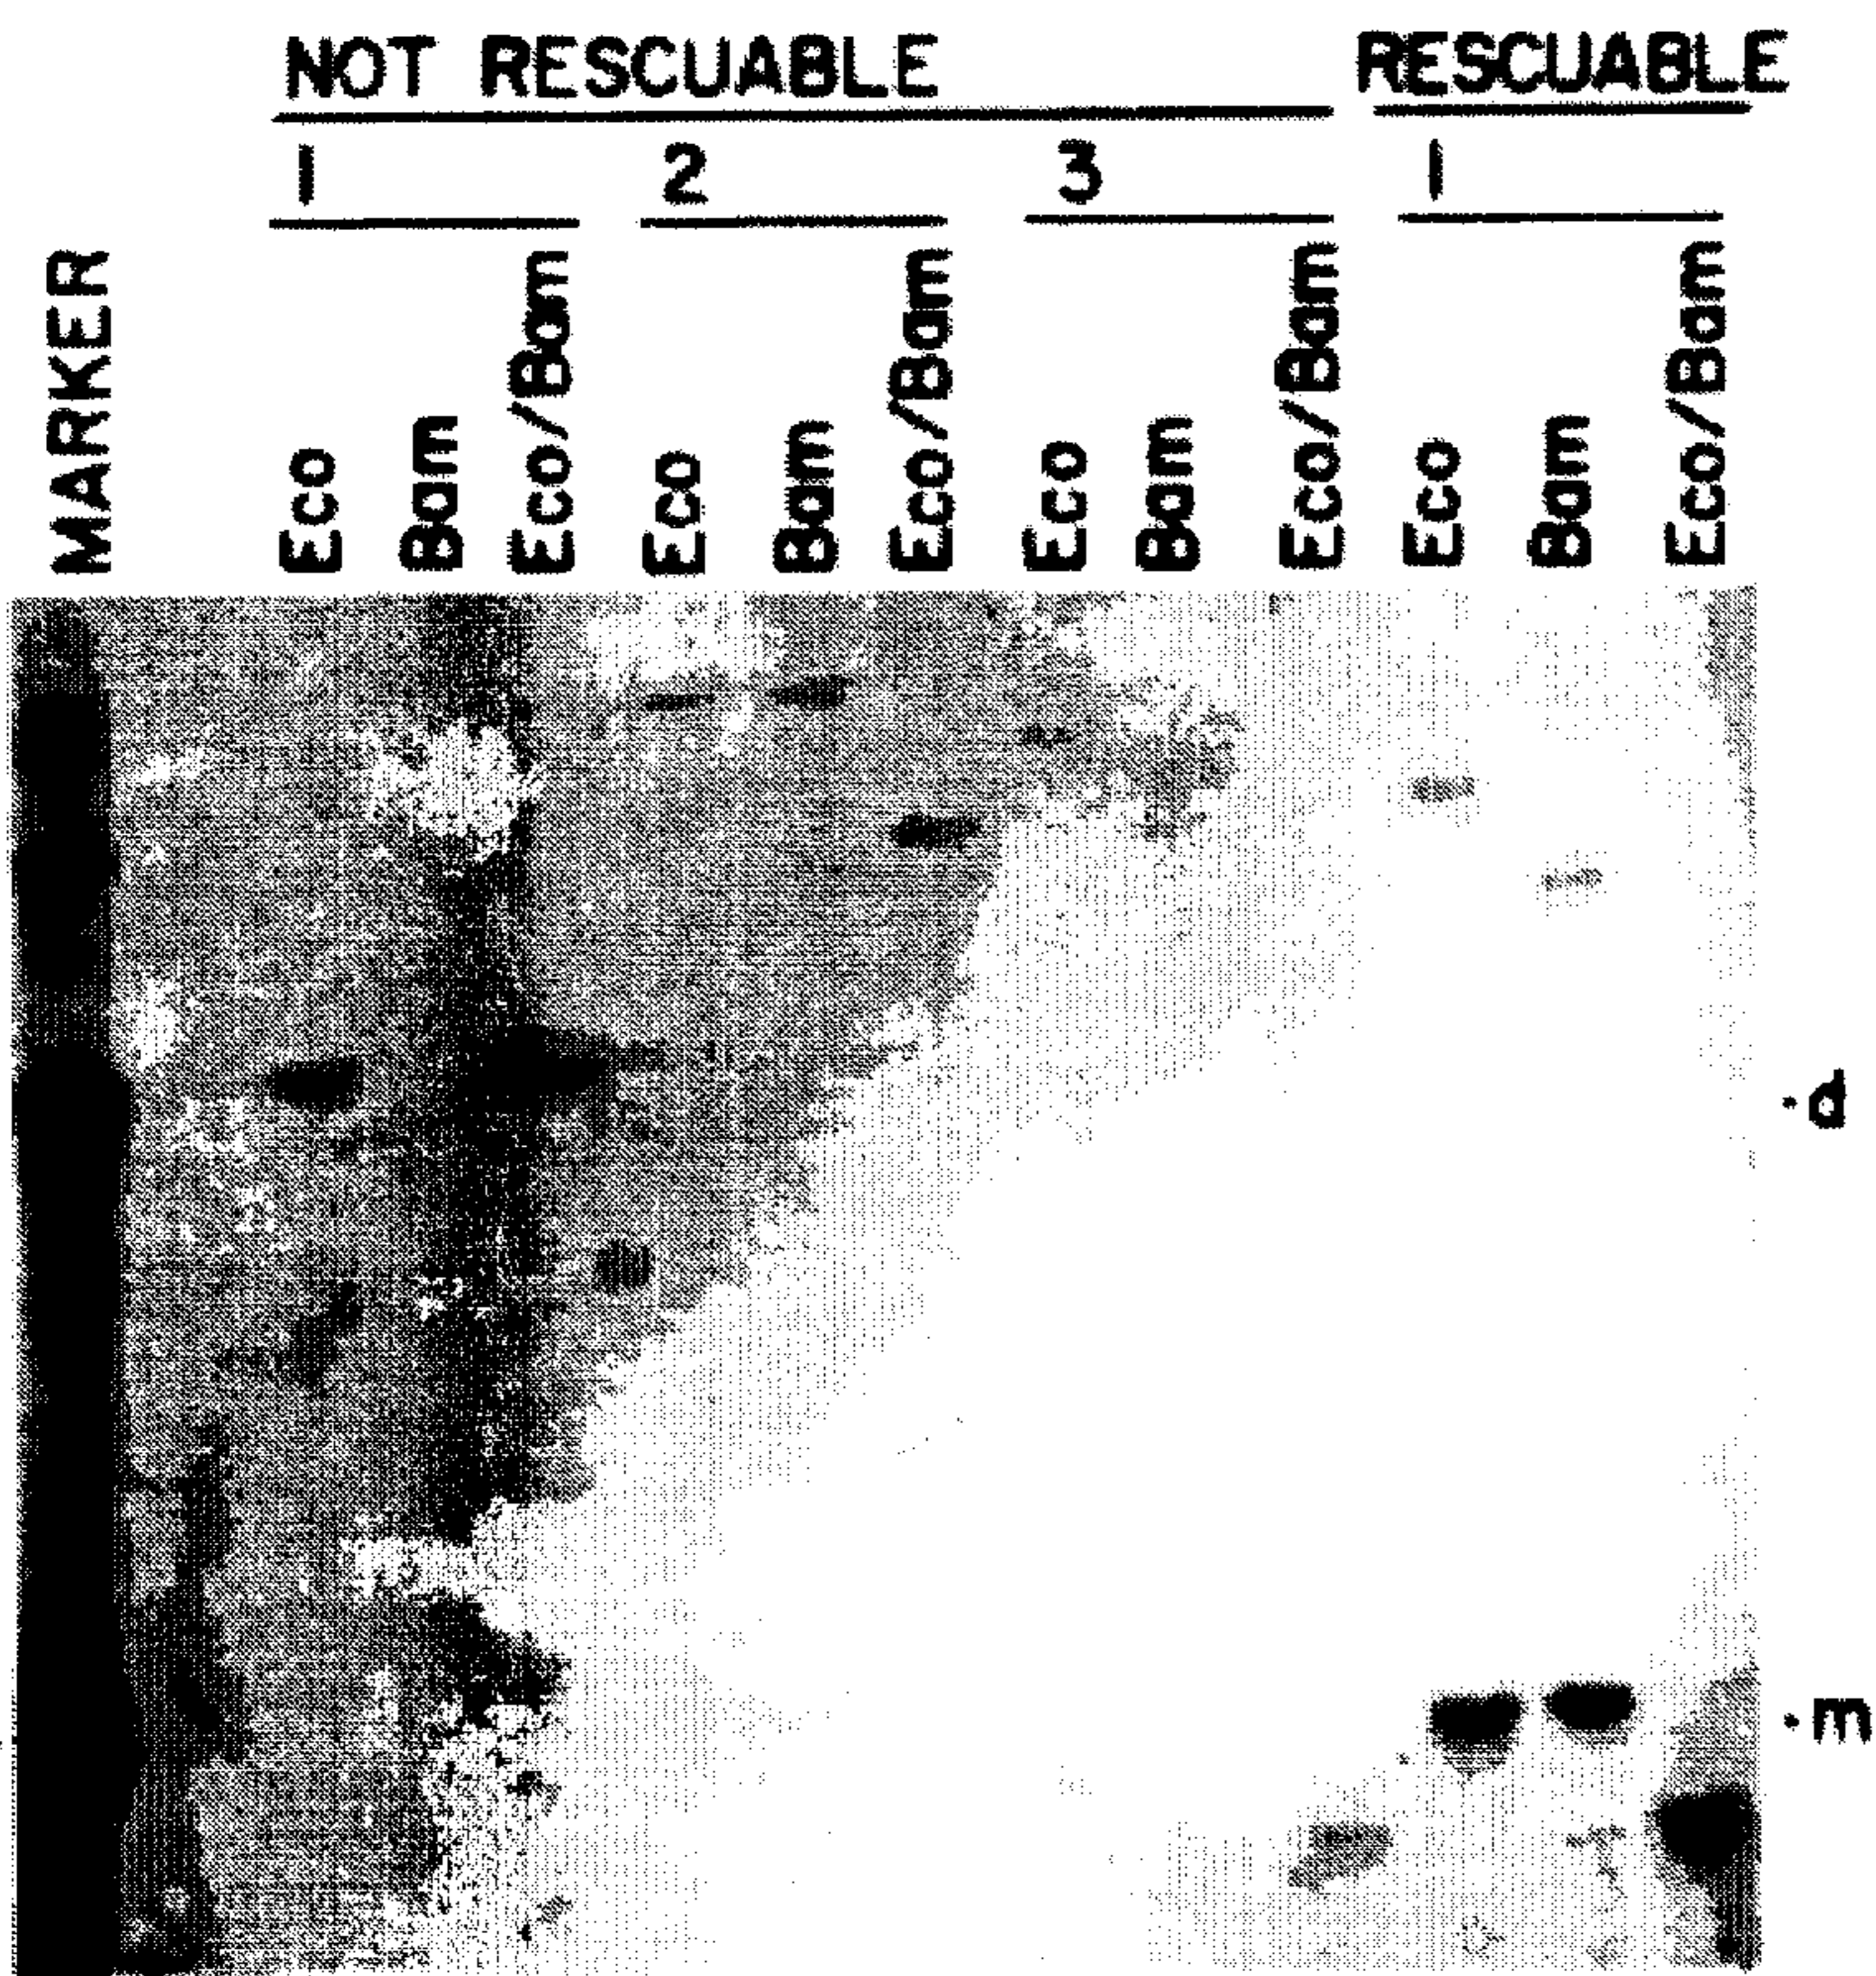 NOT RESCUABLE RESCUABLE
1 2 3 1
MARKER Eco Bam Eco/Bam Eco Bam Eco/Bam Eco Bam Eco/Bam Eco Bam Eco/Bam
·d
·m